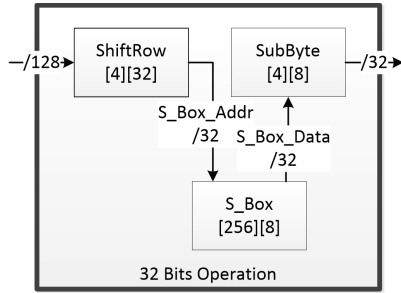 /128
ShiftRow
[4][32]
SubByte
[4][8]
/32
S_Box_Addr
/32
S_Box_Data
/32
S_Box
[256][8]
32 Bits Operation